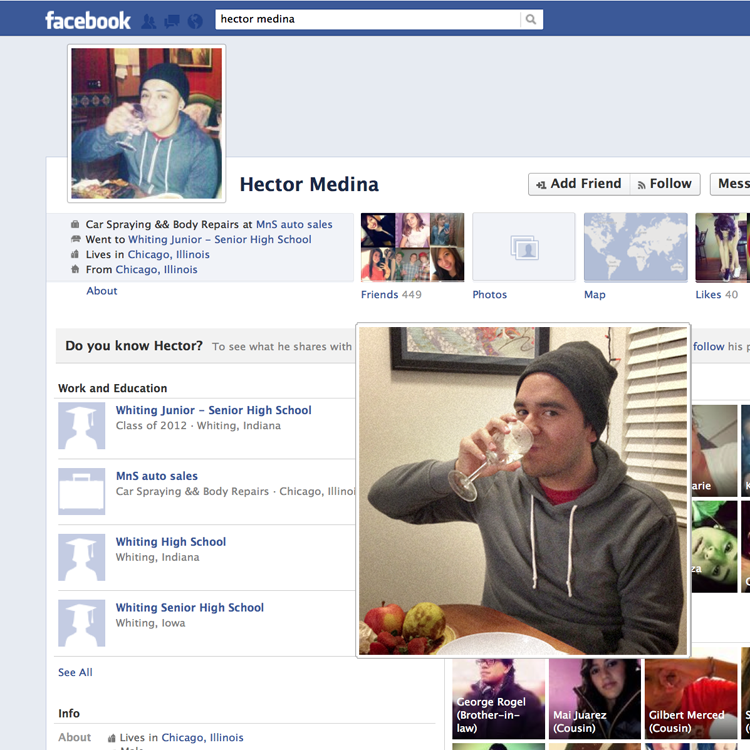 facebook
hector medina
Hector Medina
Add Friend
Follow
Mess
Car Spraying && Body Repairs at MnS auto sales
Went to Whiting Junior – Senior High School
Lives in Chicago, Illinois
From Chicago, Illinois
About
Friends 449
Photos
Map
Likes 40
Do you know Hector? To see what he shares with
follow his p
Work and Education
Whiting Junior – Senior High School
Class of 2012 · Whiting, Indiana
MnS auto sales
Car Spraying && Body Repairs · Chicago, Illinoi
Whiting High School
Whiting, Indiana
Whiting Senior High School
Whiting, Iowa
See All
arie
za
George Rogel
(Brother-in-
law)
Mai Juarez
(Cousin)
Gilbert Merced
(Cousin)
Info
About
Lives in Chicago, Illinois